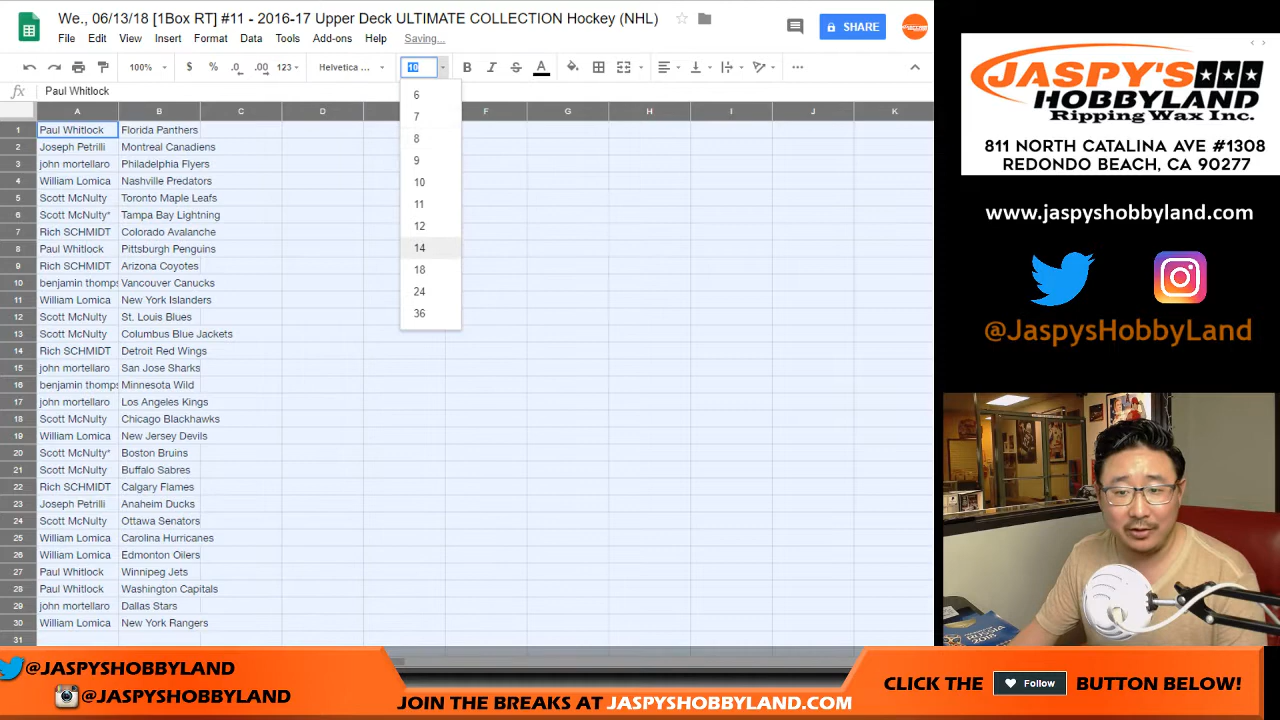 We., 06/13/18 [1Box RT] #11 - 2016-17 Upper Deck ULTIMATE COLLECTION Hockey (NHL)
File Edit View Insert Format Data Tools Add-ons Help Saving...
SHARE
100% $ % .0 .00 123 Helvetica ... 10 B I S A
fx Paul Whitlock
A B C D E F G H I J K
1 Paul Whitlock Florida Panthers
2 Joseph Petrilli Montreal Canadiens
3 john mortellaro Philadelphia Flyers
4 William Lomica Nashville Predators
5 Scott McNulty Toronto Maple Leafs
6 Scott McNulty* Tampa Bay Lightning
7 Rich SCHMIDT Colorado Avalanche
8 Paul Whitlock Pittsburgh Penguins
9 Rich SCHMIDT Arizona Coyotes
10 benjamin thomps Vancouver Canucks
11 William Lomica New York Islanders
12 Scott McNulty St. Louis Blues
13 Scott McNulty Columbus Blue Jackets
14 Rich SCHMIDT Detroit Red Wings
15 john mortellaro San Jose Sharks
16 benjamin thomps Minnesota Wild
17 john mortellaro Los Angeles Kings
18 Scott McNulty Chicago Blackhawks
19 William Lomica New Jersey Devils
20 Scott McNulty* Boston Bruins
21 Scott McNulty Buffalo Sabres
22 Rich SCHMIDT Calgary Flames
23 Joseph Petrilli Anaheim Ducks
24 Scott McNulty Ottawa Senators
25 William Lomica Carolina Hurricanes
26 William Lomica Edmonton Oilers
27 Paul Whitlock Winnipeg Jets
28 Paul Whitlock Washington Capitals
29 john mortellaro Dallas Stars
30 William Lomica New York Rangers
31
6
7
8
9
10
11
12
14
18
24
36
JASPY'S
HOBBYLAND
Ripping Wax Inc.
811 NORTH CATALINA AVE #1308
REDONDO BEACH, CA 90277
www.jaspyshobbyland.com
@JaspysHobbyLand
RUSSIA
2018
@JASPYSHOBBYLAND
@JASPYSHOBBYLAND
JOIN THE BREAKS AT JASPYSHOBBYLAND.COM
CLICK THE Follow BUTTON BELOW!